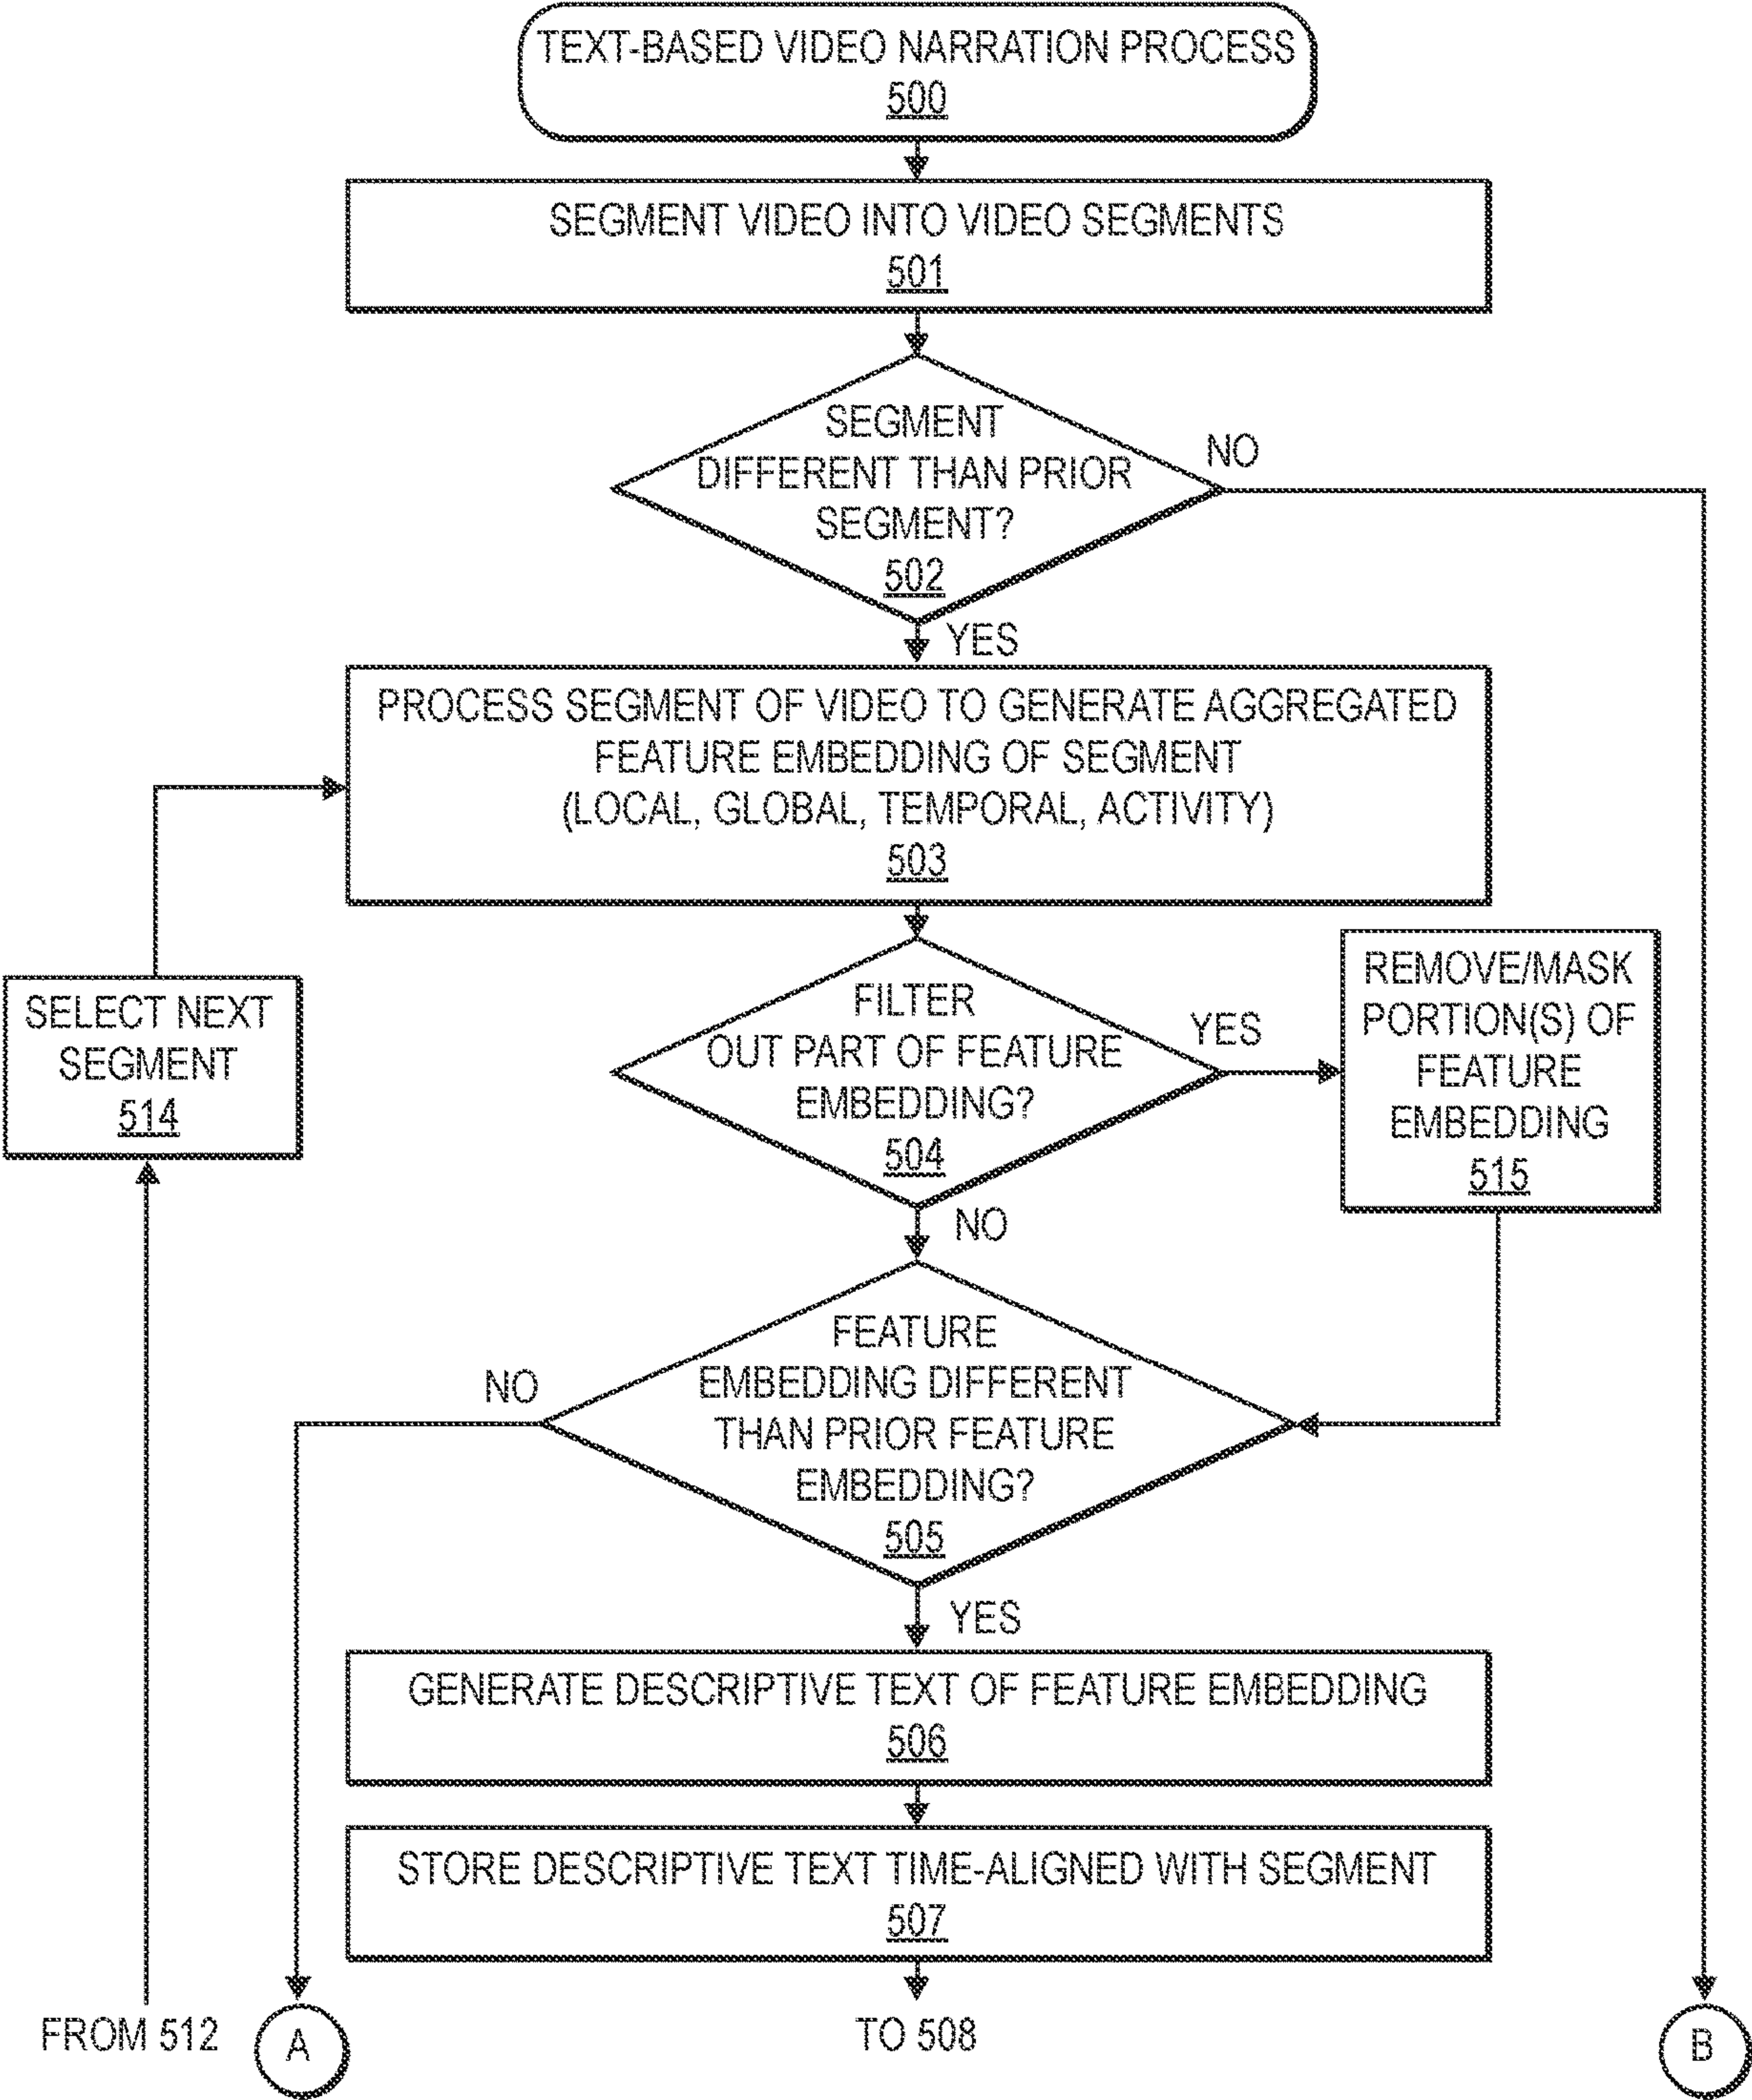 TEXT-BASED VIDEO NARRATION PROCESS
500
SEGMENT VIDEO INTO VIDEO SEGMENTS
501
SEGMENT
DIFFERENT THAN PRIOR
SEGMENT?
502
NO
YES
PROCESS SEGMENT OF VIDEO TO GENERATE AGGREGATED
FEATURE EMBEDDING OF SEGMENT
(LOCAL, GLOBAL, TEMPORAL, ACTIVITY)
503
SELECT NEXT
SEGMENT
514
FILTER
OUT PART OF FEATURE
EMBEDDING?
504
YES
REMOVE/MASK
PORTION(S) OF
FEATURE
EMBEDDING
515
NO
FEATURE
EMBEDDING DIFFERENT
THAN PRIOR FEATURE
EMBEDDING?
505
NO
YES
GENERATE DESCRIPTIVE TEXT OF FEATURE EMBEDDING
506
STORE DESCRIPTIVE TEXT TIME-ALIGNED WITH SEGMENT
507
FROM 512
A
TO 508
B